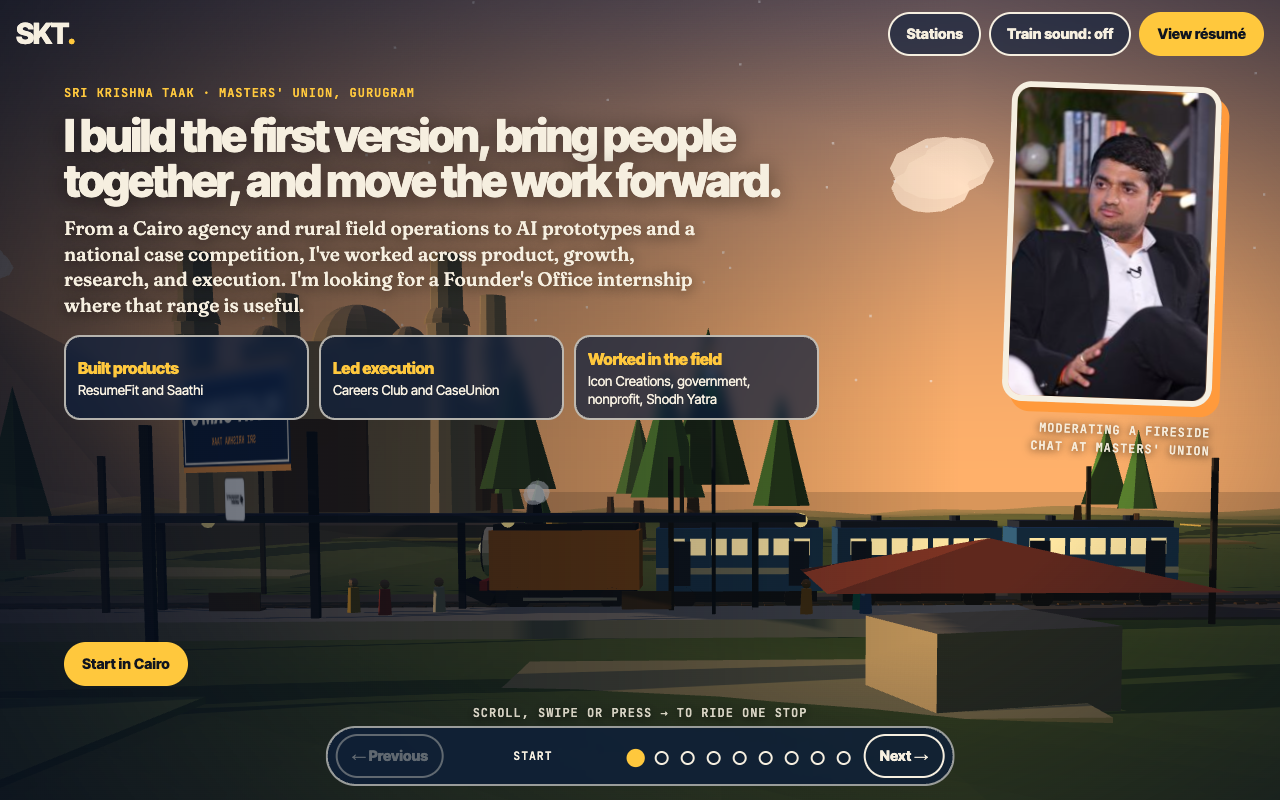 SKT.
Stations
Train sound: off
View résumé
SRI KRISHNA TAAK · MASTERS' UNION, GURUGRAM
I build the first version, bring people
together, and move the work forward.
From a Cairo agency and rural field operations to AI prototypes and a
national case competition, I've worked across product, growth,
research, and execution. I'm looking for a Founder's Office internship
where that range is useful.
Built products
ResumeFit and Saathi
Led execution
Careers Club and CaseUnion
Worked in the field
Icon Creations, government,
nonprofit, Shodh Yatra
MODERATING A FIRESIDE
CHAT AT MASTERS' UNION
Start in Cairo
SCROLL, SWIPE OR PRESS → TO RIDE ONE STOP
← Previous
START
Next →